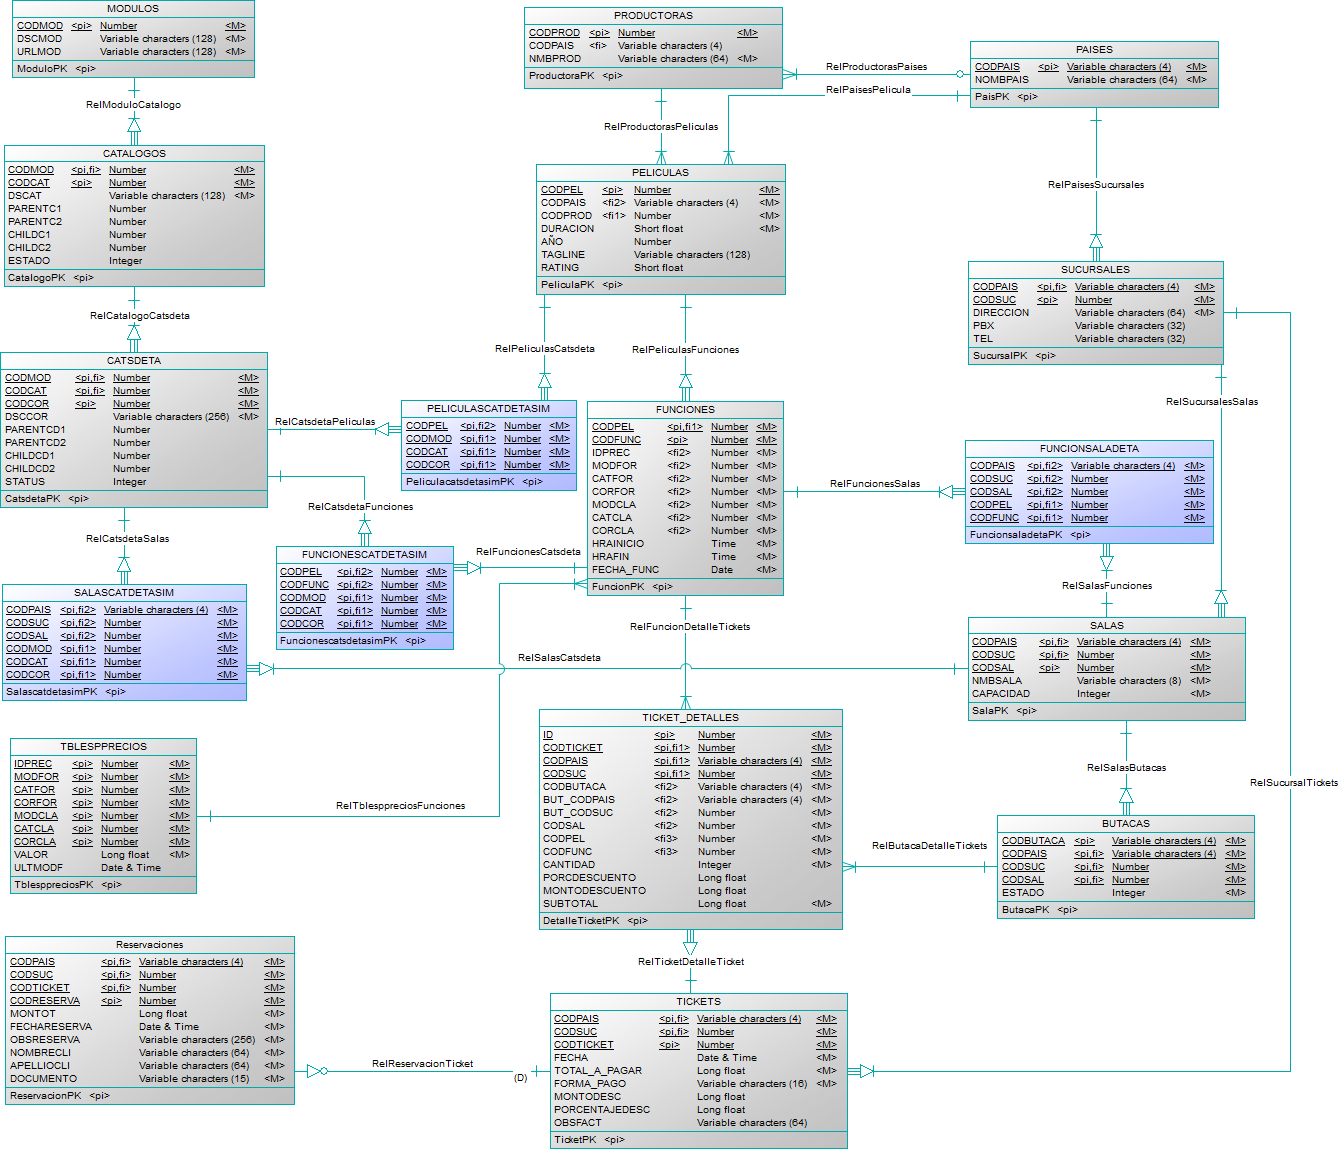 MODULOS
CODMOD <pi> Number <M>
DSCMOD Variable characters (128) <M>
URLMOD Variable characters (128) <M>
ModuloPK <pi>
RelModuloCatalogo
CATALOGOS
CODMOD <pi,fi> Number <M>
CODCAT <pi> Number <M>
DSCAT Variable characters (128) <M>
PARENTC1 Number
PARENTC2 Number
CHILDC1 Number
CHILDC2 Number
ESTADO Integer
CatalogoPK <pi>
RelCatalogoCatsdeta
CATSDETA
CODMOD <pi,fi> Number <M>
CODCAT <pi,fi> Number <M>
CODCOR <pi> Number <M>
DSCCOR Variable characters (256) <M>
PARENTCD1 Number
PARENTCD2 Number
CHILDCD1 Number
CHILDCD2 Number
STATUS Integer
CatsdetaPK <pi>
RelCatsdetaPeliculas
RelCatsdetaFunciones
RelCatsdetaSalas
SALASCATDETASIM
CODPAIS <pi,fi2> Variable characters (4) <M>
CODSUC <pi,fi2> Number <M>
CODSAL <pi,fi2> Number <M>
CODMOD <pi,fi1> Number <M>
CODCAT <pi,fi1> Number <M>
CODCOR <pi,fi1> Number <M>
SalascatdetasimPK <pi>
TBLESPPRECIOS
IDPREC <pi> Number <M>
MODFOR <pi> Number <M>
CATFOR <pi> Number <M>
CORFOR <pi> Number <M>
MODCLA <pi> Number <M>
CATCLA <pi> Number <M>
CORCLA <pi> Number <M>
VALOR Long float <M>
ULTMODF Date & Time
TblesppreciosPK <pi>
Reservaciones
CODPAIS <pi,fi> Variable characters (4) <M>
CODSUC <pi,fi> Number <M>
CODTICKET <pi,fi> Number <M>
CODRESERVA <pi> Number <M>
MONTOT Long float <M>
FECHARESERVA Date & Time <M>
OBSRESERVA Variable characters (256) <M>
NOMBRECLI Variable characters (64) <M>
APELLIOCLI Variable characters (64) <M>
DOCUMENTO Variable characters (15) <M>
ReservacionPK <pi>
PRODUCTORAS
CODPROD <pi> Number <M>
CODPAIS <fi> Variable characters (4)
NMBPROD Variable characters (64) <M>
ProductoraPK <pi>
RelProductorasPaises
RelPaisesPelicula
RelProductorasPeliculas
PELICULAS
CODPEL <pi> Number <M>
CODPAIS <fi2> Variable characters (4) <M>
CODPROD <fi1> Number <M>
DURACION Short float <M>
AÑO Number
TAGLINE Variable characters (128)
RATING Short float
PeliculaPK <pi>
RelPeliculasCatsdeta
RelPeliculasFunciones
PELICULASCATDETASIM
CODPEL <pi,fi2> Number <M>
CODMOD <pi,fi1> Number <M>
CODCAT <pi,fi1> Number <M>
CODCOR <pi,fi1> Number <M>
PeliculacatsdetasimPK <pi>
FUNCIONESCATDETASIM
CODPEL <pi,fi2> Number <M>
CODFUNC <pi,fi2> Number <M>
CODMOD <pi,fi1> Number <M>
CODCAT <pi,fi1> Number <M>
CODCOR <pi,fi1> Number <M>
FuncionescatsdetasimPK <pi>
RelFuncionesCatsdeta
FUNCIONES
CODPEL <pi,fi1> Number <M>
CODFUNC <pi> Number <M>
IDPREC <fi2> Number <M>
MODFOR <fi2> Number <M>
CATFOR <fi2> Number <M>
CORFOR <fi2> Number <M>
MODCLA <fi2> Number <M>
CATCLA <fi2> Number <M>
CORCLA <fi2> Number <M>
HRAINICIO Time <M>
HRAFIN Time <M>
FECHA_FUNC Date <M>
FuncionPK <pi>
RelFuncionDetalleTickets
RelSalasCatsdeta
RelTblesppreciosFunciones
TICKET_DETALLES
ID <pi> Number <M>
CODTICKET <pi,fi1> Number <M>
CODPAIS <pi,fi1> Variable characters (4) <M>
CODSUC <pi,fi1> Number <M>
CODBUTACA <fi2> Variable characters (4) <M>
BUT_CODPAIS <fi2> Variable characters (4) <M>
BUT_CODSUC <fi2> Number <M>
CODSAL <fi2> Number <M>
CODPEL <fi3> Number <M>
CODFUNC <fi3> Number <M>
CANTIDAD Integer <M>
PORCDESCUENTO Long float
MONTODESCUENTO Long float
SUBTOTAL Long float <M>
DetalleTicketPK <pi>
RelTicketDetalleTicket
TICKETS
CODPAIS <pi,fi> Variable characters (4) <M>
CODSUC <pi,fi> Number <M>
CODTICKET <pi> Number <M>
FECHA Date & Time <M>
TOTAL_A_PAGAR Long float <M>
FORMA_PAGO Variable characters (16) <M>
MONTODESC Long float
PORCENTAJEDESC Long float
OBSFACT Variable characters (64)
TicketPK <pi>
RelReservacionTicket
(D)
PAISES
CODPAIS <pi> Variable characters (4) <M>
NOMBPAIS Variable characters (64) <M>
PaisPK <pi>
RelPaisesSucursales
SUCURSALES
CODPAIS <pi,fi> Variable characters (4) <M>
CODSUC <pi> Number <M>
DIRECCION Variable characters (64) <M>
PBX Variable characters (32)
TEL Variable characters (32)
SucursalPK <pi>
RelSucursalesSalas
FUNCIONSALADETA
CODPAIS <pi,fi2> Variable characters (4) <M>
CODSUC <pi,fi2> Number <M>
CODSAL <pi,fi2> Number <M>
CODPEL <pi,fi1> Number <M>
CODFUNC <pi,fi1> Number <M>
FuncionsaladetaPK <pi>
RelFuncionesSalas
RelSalasFunciones
SALAS
CODPAIS <pi,fi> Variable characters (4) <M>
CODSUC <pi,fi> Number <M>
CODSAL <pi> Number <M>
NMBSALA Variable characters (8) <M>
CAPACIDAD Integer <M>
SalaPK <pi>
RelSalasButacas
RelSucursalTickets
BUTACAS
CODBUTACA <pi> Variable characters (4) <M>
CODPAIS <pi,fi> Variable characters (4) <M>
CODSUC <pi,fi> Number <M>
CODSAL <pi,fi> Number <M>
ESTADO Integer <M>
ButacaPK <pi>
RelButacaDetalleTickets